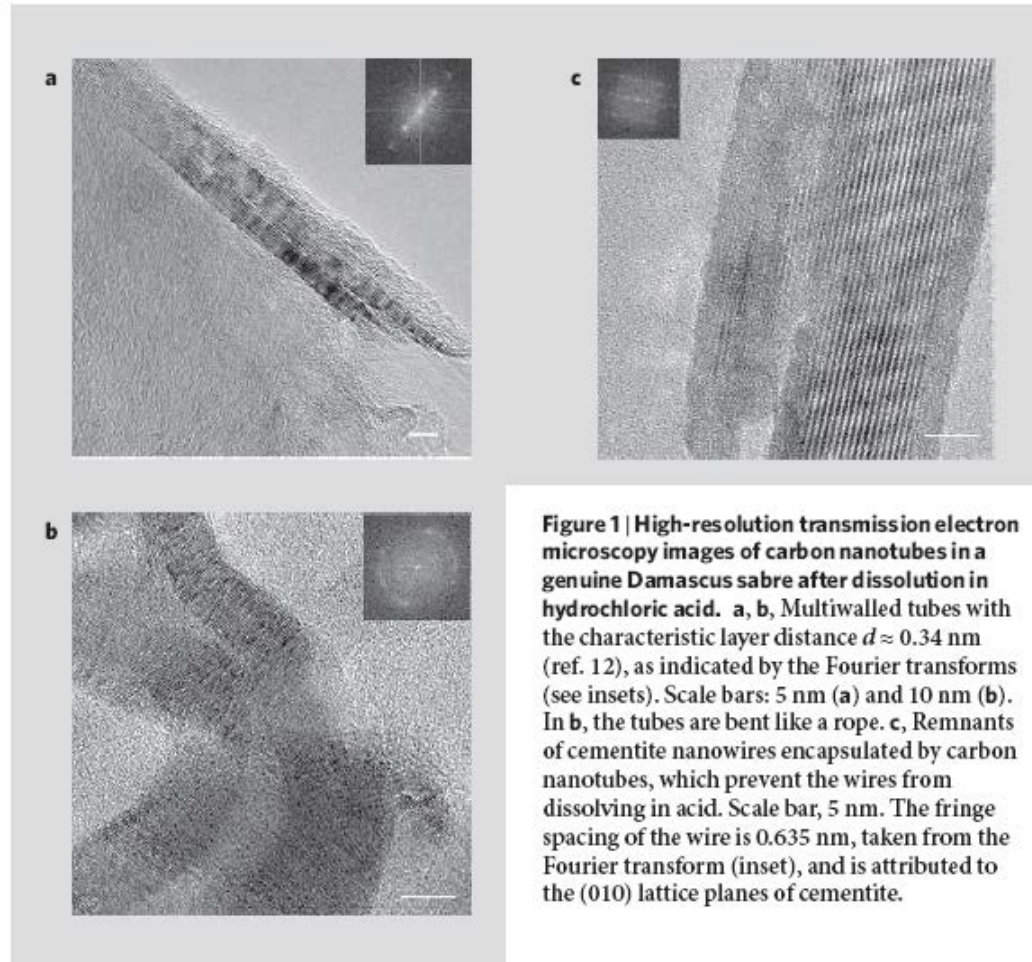 a
c
b
Figure 1 | High-resolution transmission electron
microscopy images of carbon nanotubes in a
genuine Damascus sabre after dissolution in
hydrochloric acid. a, b, Multiwalled tubes with
the characteristic layer distance d ≈ 0.34 nm
(ref. 12), as indicated by the Fourier transforms
(see insets). Scale bars: 5 nm (a) and 10 nm (b).
In b, the tubes are bent like a rope. c, Remnants
of cementite nanowires encapsulated by carbon
nanotubes, which prevent the wires from
dissolving in acid. Scale bar, 5 nm. The fringe
spacing of the wire is 0.635 nm, taken from the
Fourier transform (inset), and is attributed to
the (010) lattice planes of cementite.